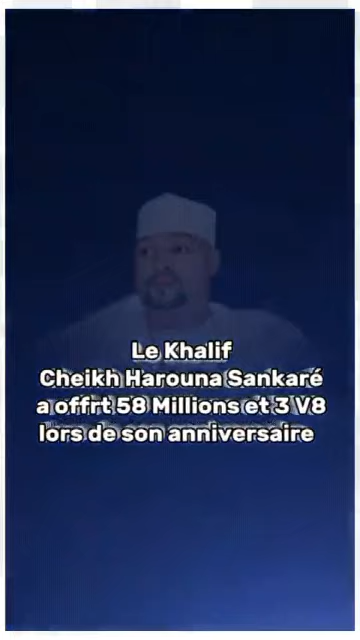 Le Khalif
Cheikh Harouna Sankaré
a offrt 58 Millions et 3 V8
lors de son anniversaire